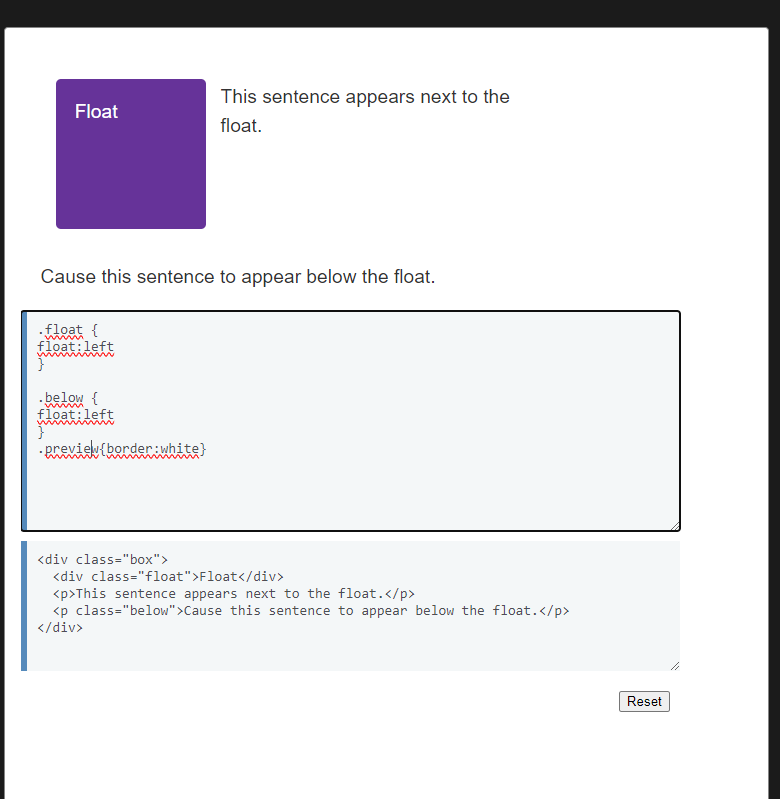 Float
This sentence appears next to the
float.
Cause this sentence to appear below the float.
.float {
float:left
}
.below {
float:left
}
.preview{border:white}
<div class="box">
<div class="float">Float</div>
<p>This sentence appears next to the float.</p>
<p class="below">Cause this sentence to appear below the float.</p>
</div>
Reset